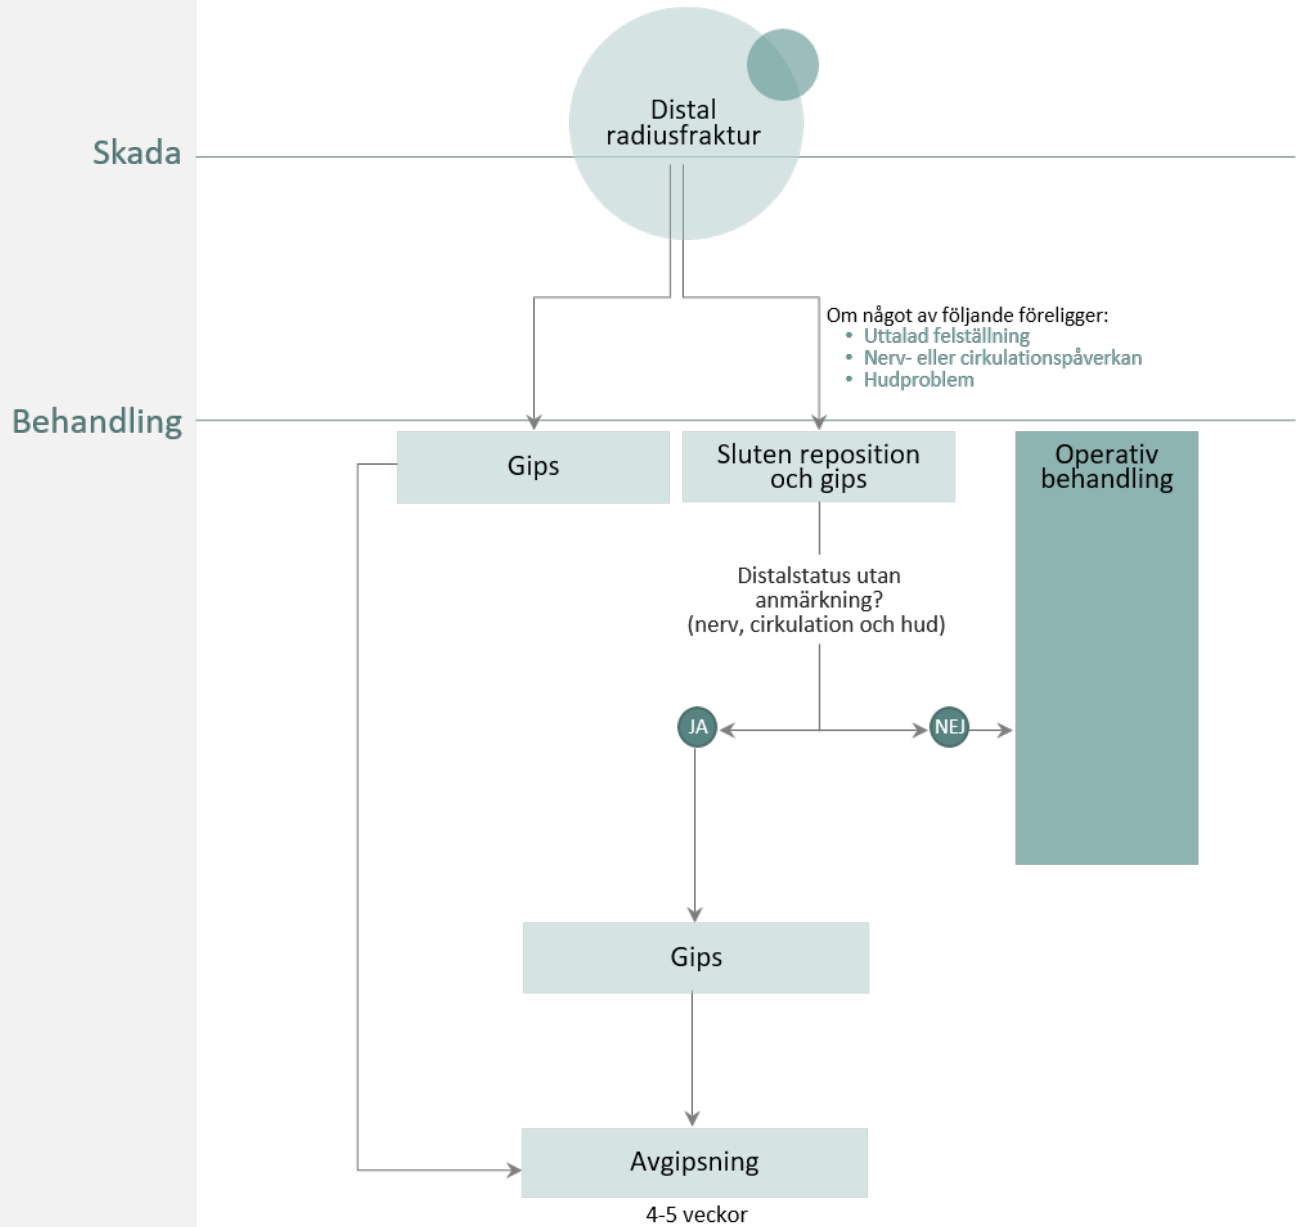 Distal
radiusfraktur
Skada
Om något av följande föreligger:
• Uttalad felställning
• Nerv- eller cirkulationspåverkan
• Hudproblem
Behandling
Gips
Sluten reposition
och gips
Operativ
behandling
Distalstatus utan
anmärkning?
(nerv, cirkulation och hud)
JA
NEJ
Gips
Avgipsning
4-5 veckor